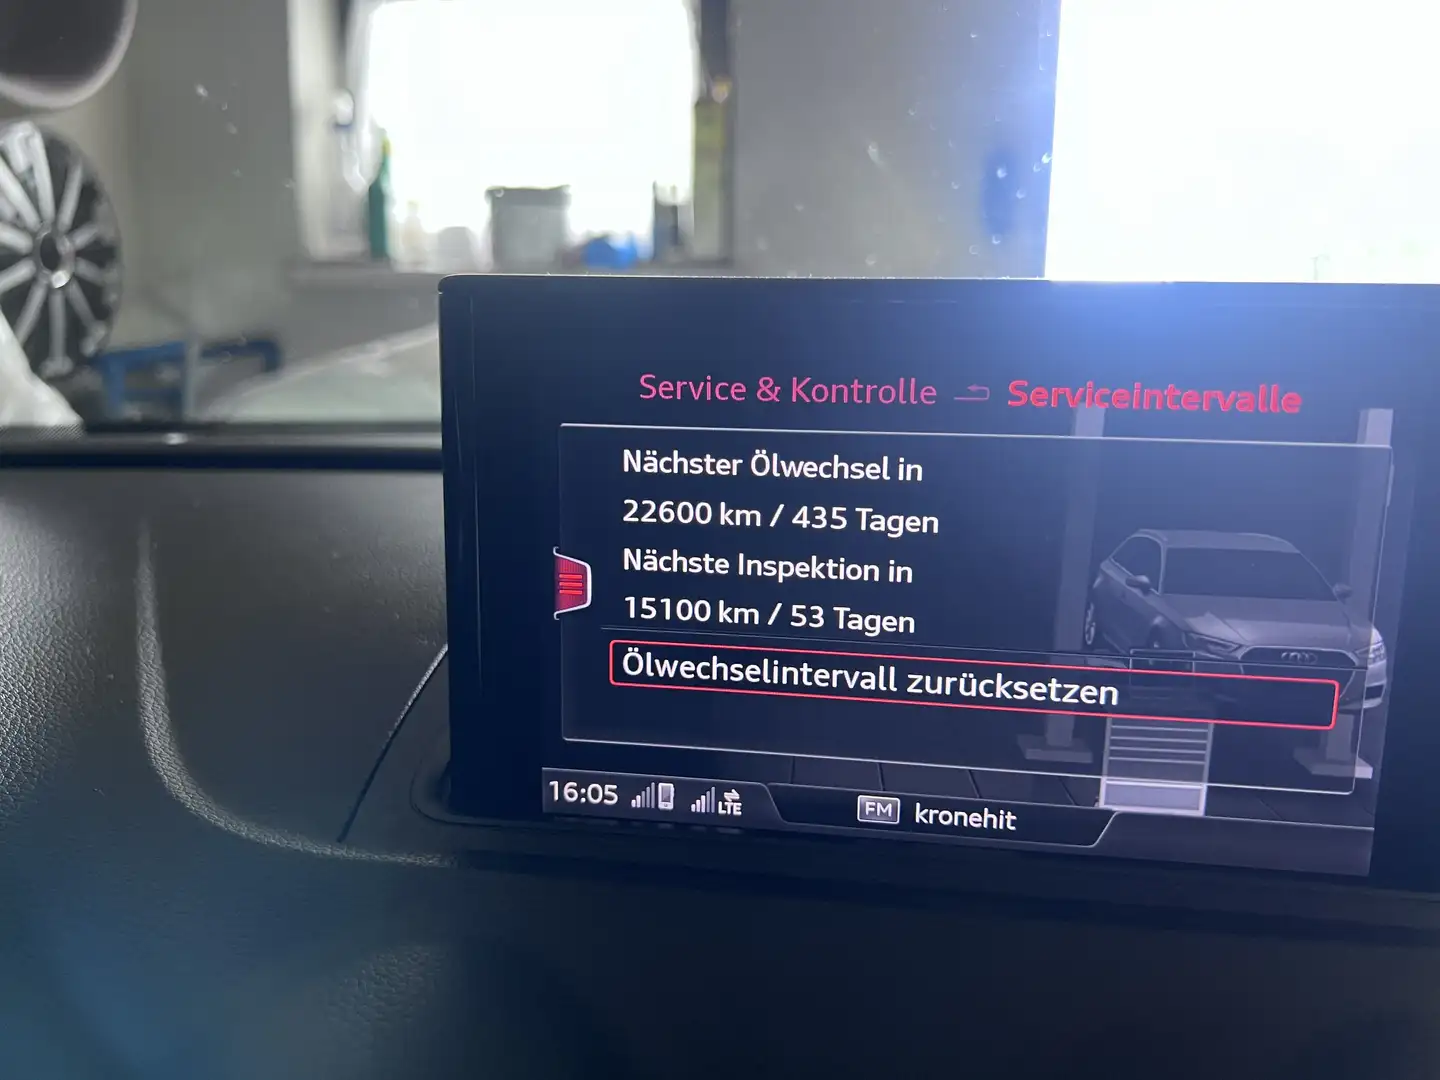 Service & Kontrolle Serviceintervalle
Nächster Ölwechsel in
22600 km / 435 Tagen
Nächste Inspektion in
15100 km / 53 Tagen
Ölwechselintervall zurücksetzen
16:05 LTE FM kronehit